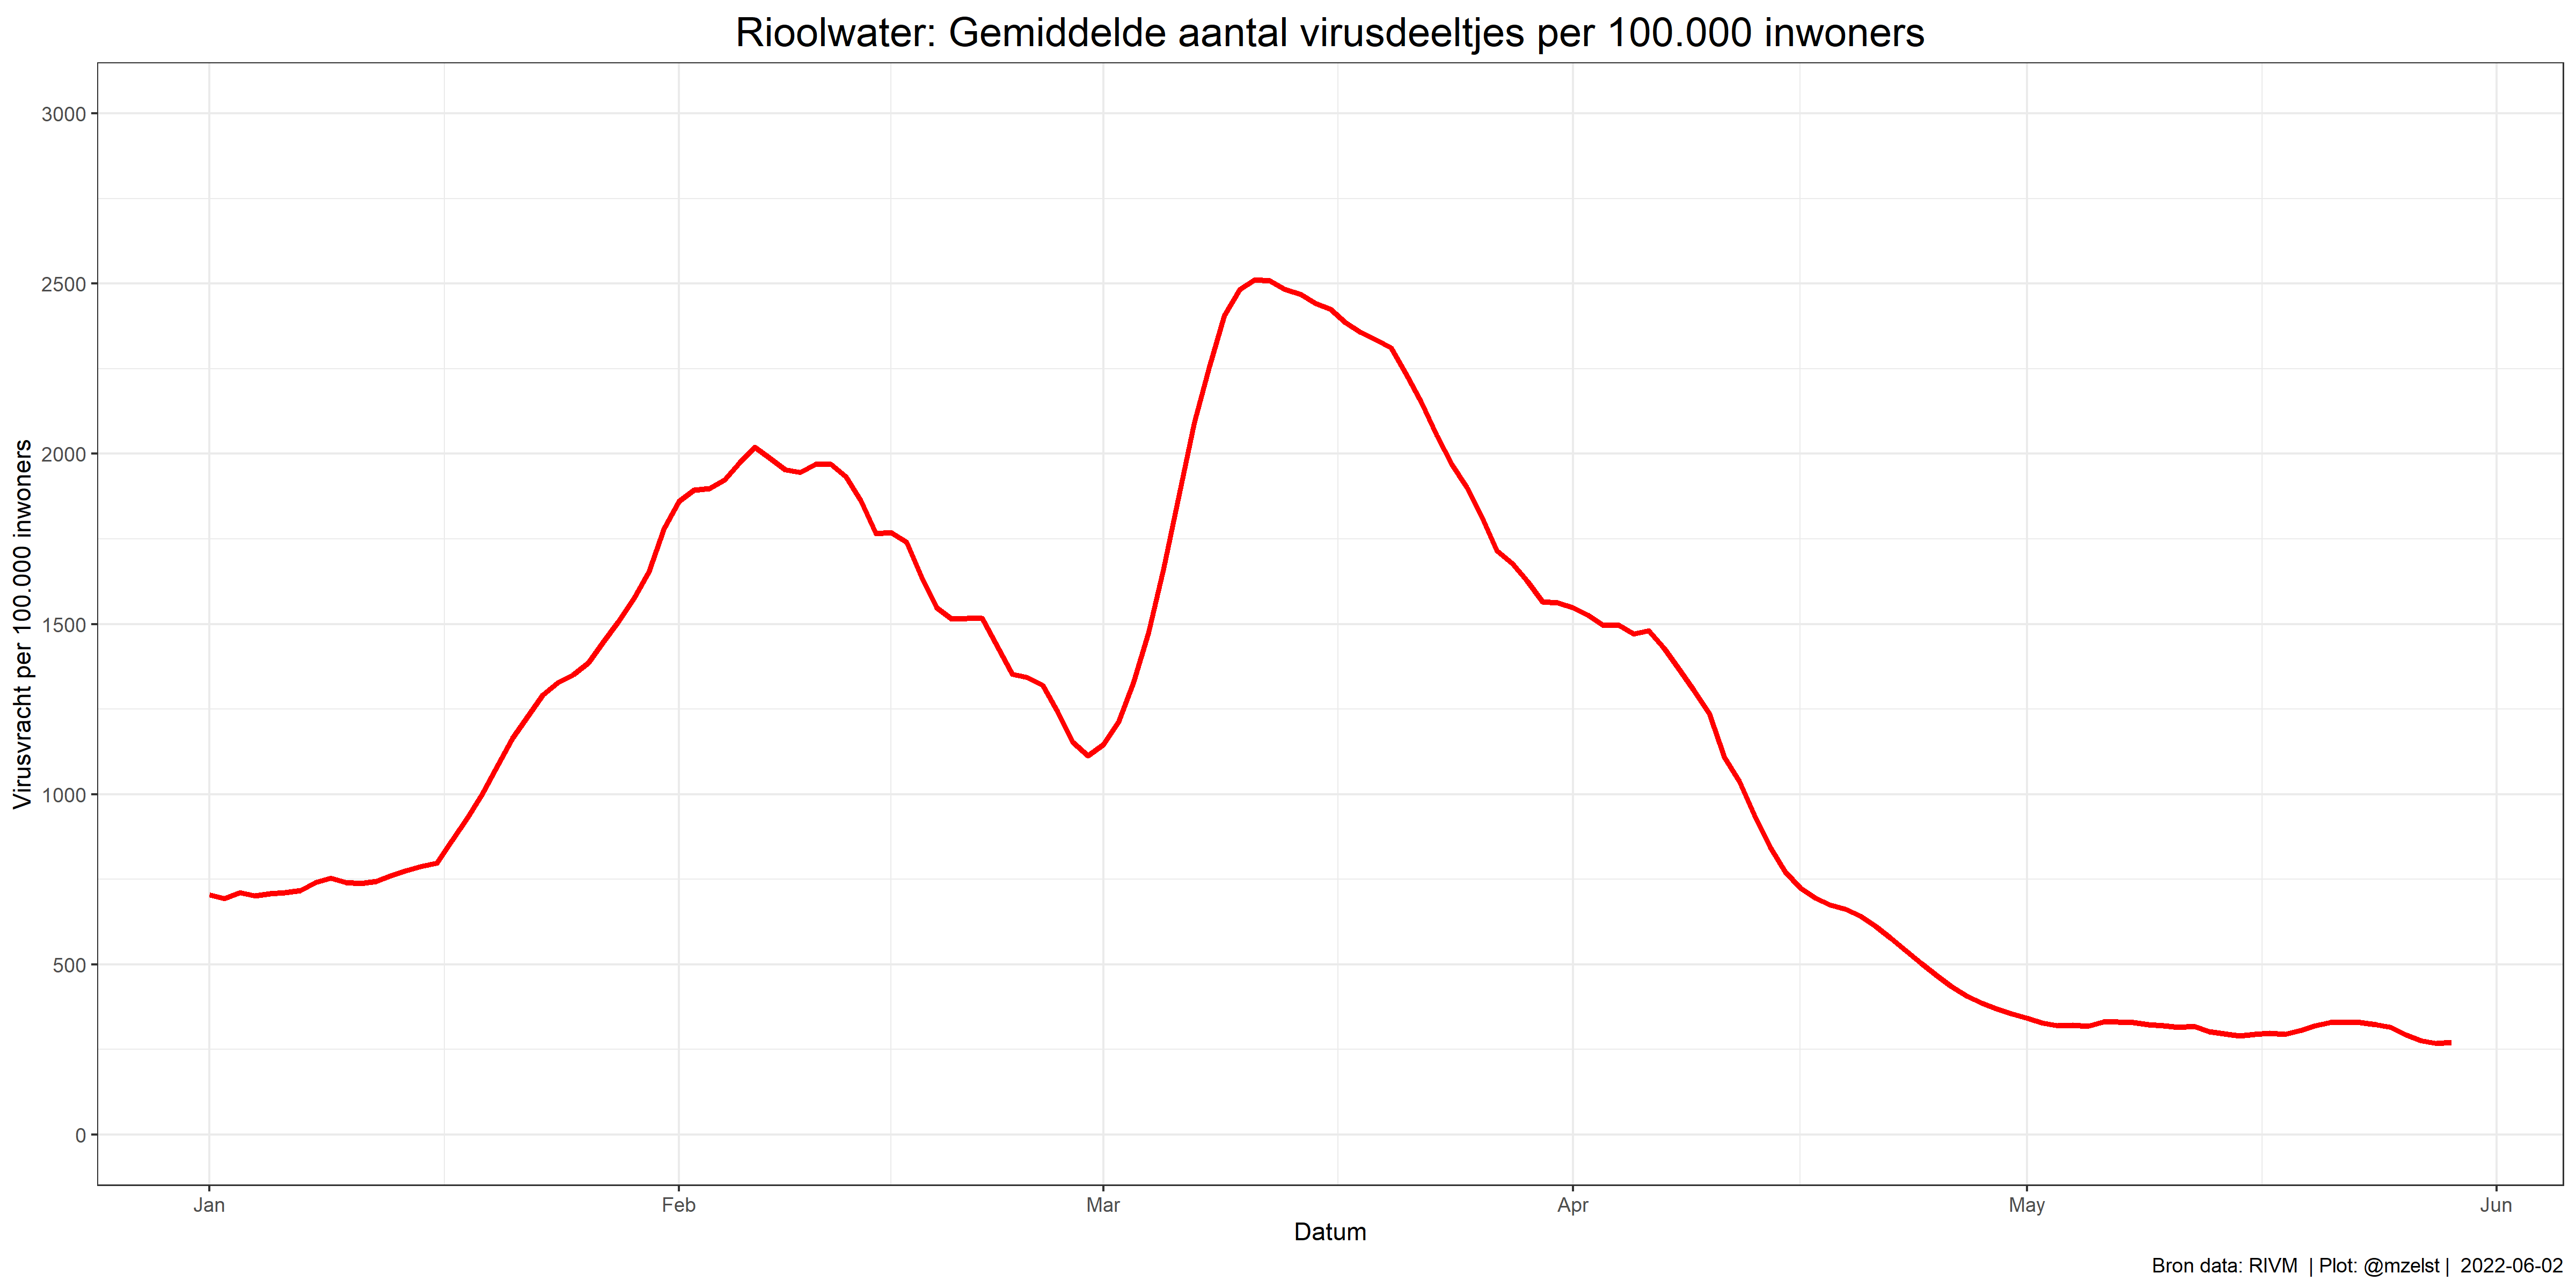 Rioolwater: Gemiddelde aantal virusdeeltjes per 100.000 inwoners
Virusvracht per 100.000 inwoners
3000
2500
2000
1500
1000
500
0
Jan Feb Mar Apr May Jun
Datum
Bron data: RIVM | Plot: @mzelst | 2022-06-02